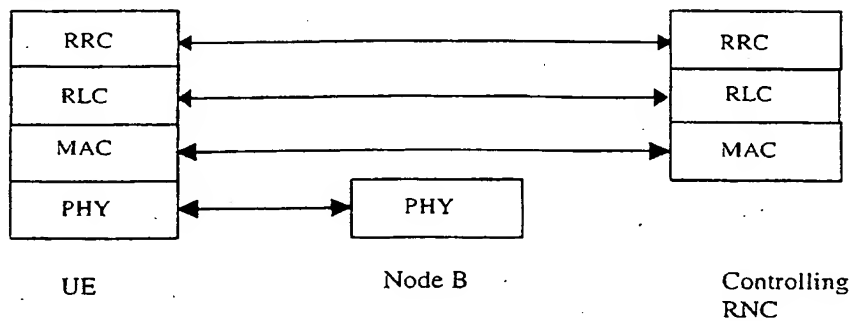 RRC RRC
RLC RLC
MAC MAC
PHY PHY
UE Node B Controlling
RNC